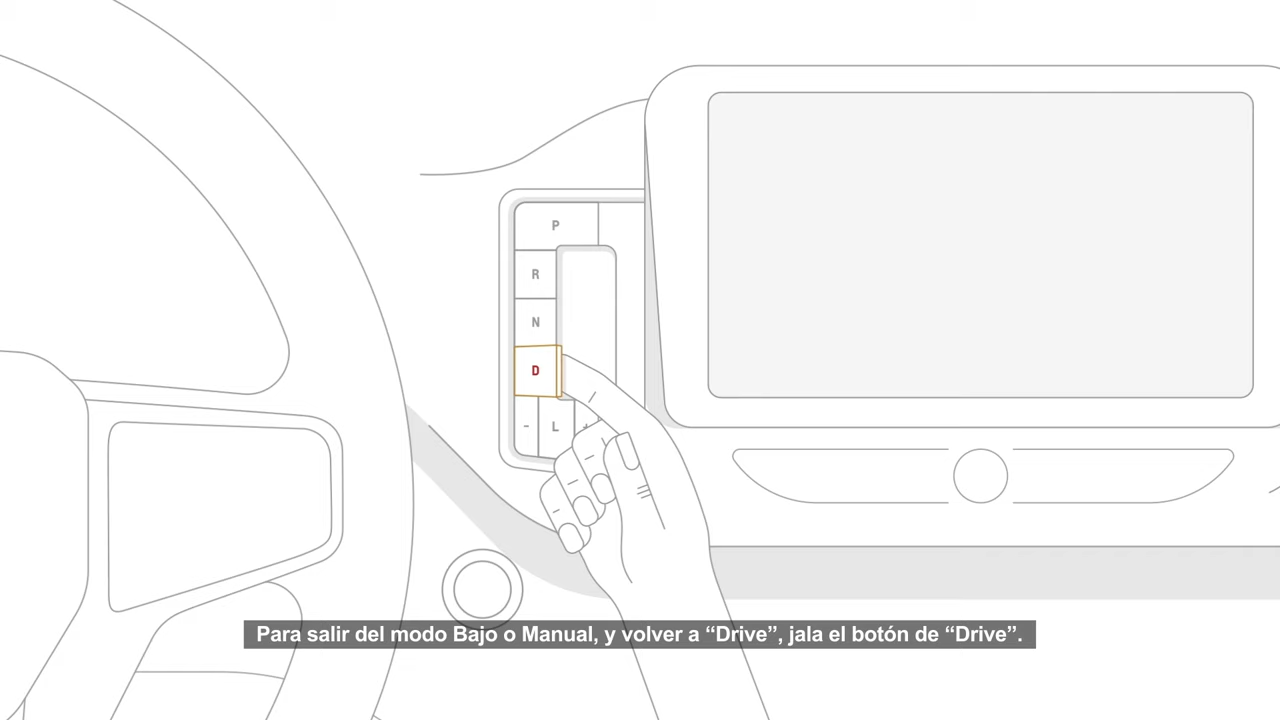 P
R
N
D
- L
Para salir del modo Bajo o Manual, y volver a “Drive”, jala el botón de “Drive”.